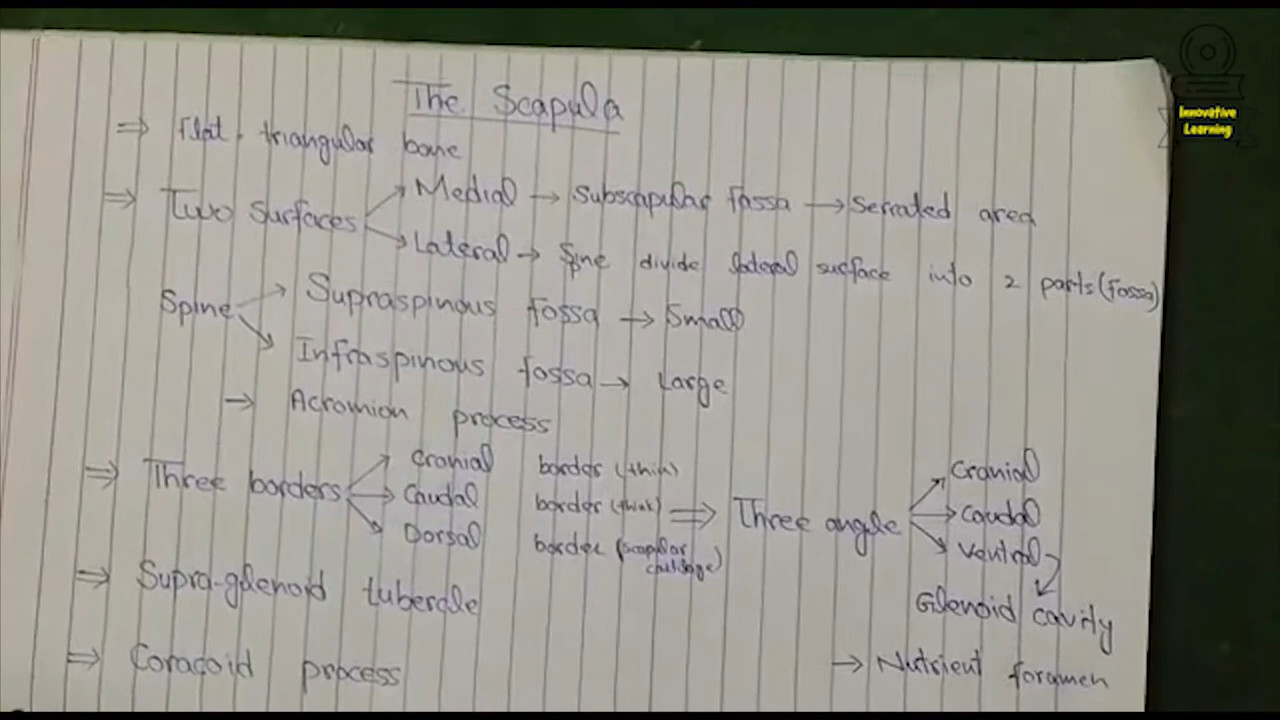 The Scapula
⇒ Flat, triangular bone
⇒ Two surfaces → Medial → Subscapular fossa → Serrated area
→ Lateral → Spine divide lateral surface into 2 parts (fossa)
Spine → Supraspinous fossa → Small
→ Infraspinous fossa → Large
→ Acromion process
⇒ Three borders → Cranial border (thin)
→ Caudal border (thick)
→ Dorsal border (scapular cartilage)
⇒ Three angle → Cranial
→ Caudal
→ Ventral
Glenoid cavity
⇒ Supra-glenoid tubercle
⇒ Coracoid process
→ Nutrient foramen
Innovative
Learning